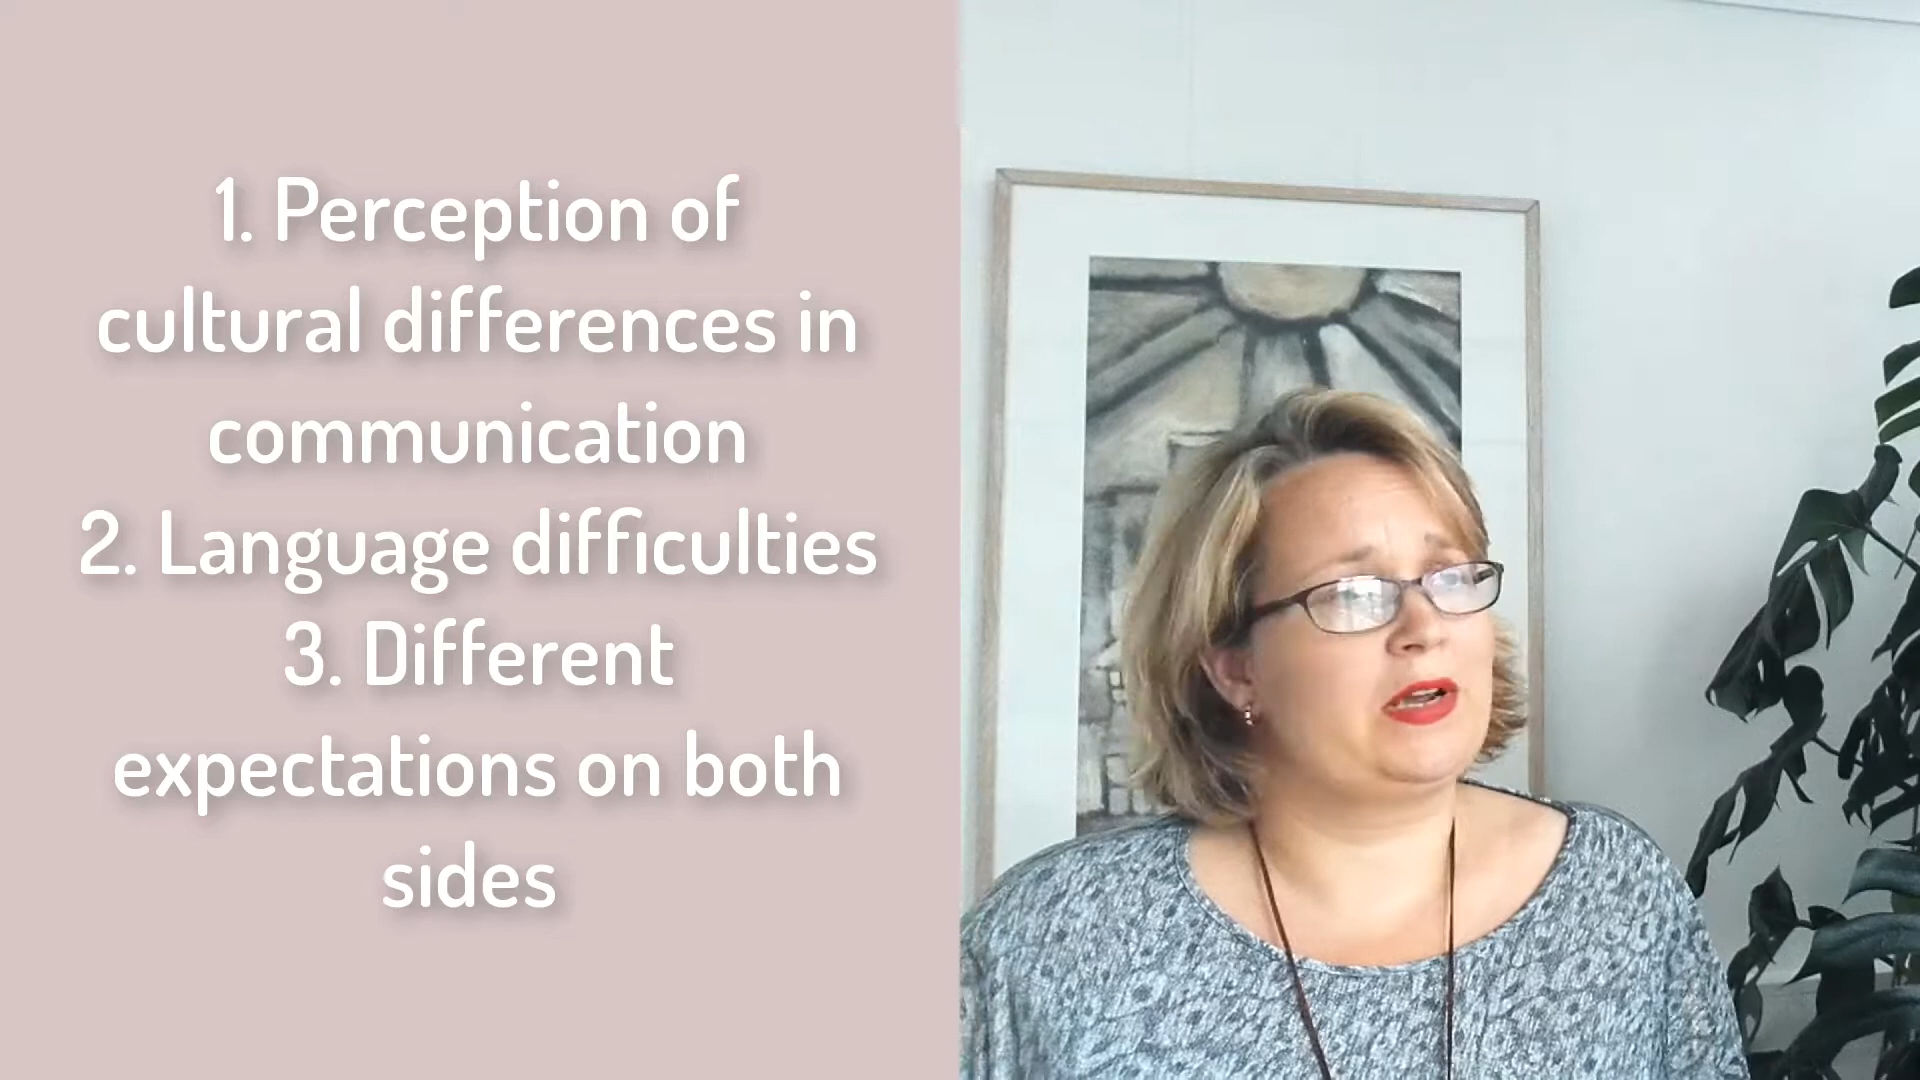 1. Perception of
cultural differences in
communication
2. Language difficulties
3. Different
expectations on both
sides